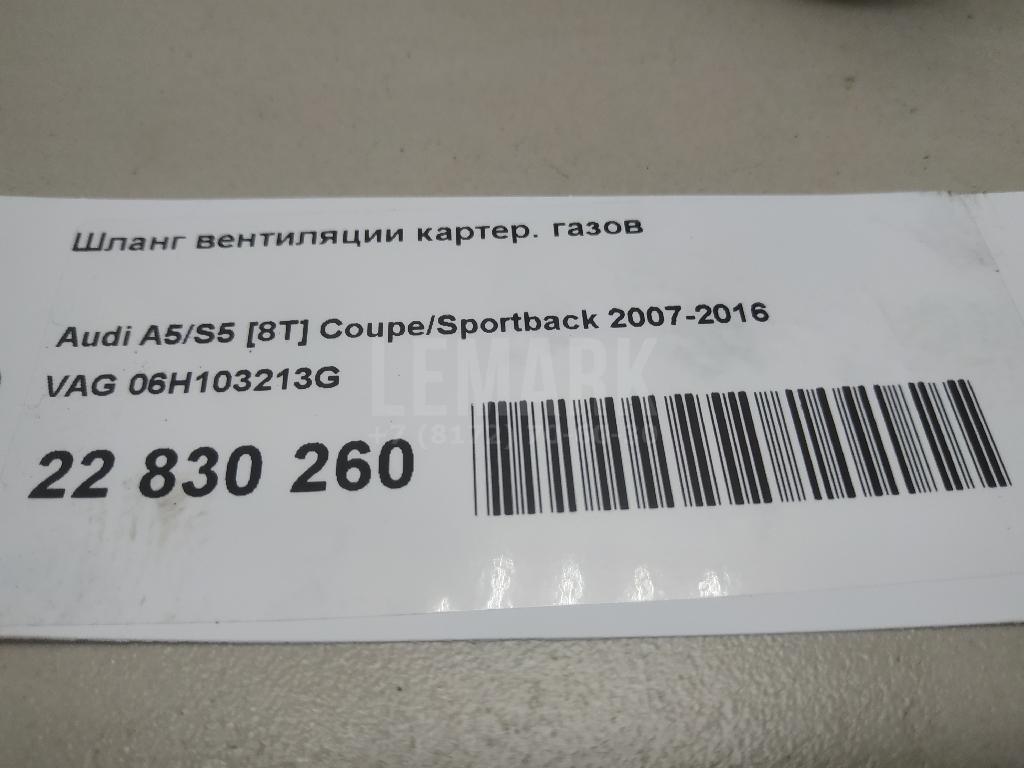 Шланг вентиляции картер. газов
Audi A5/S5 [8T] Coupe/Sportback 2007-2016
VAG 06H103213G
LEMARK
22 830 260